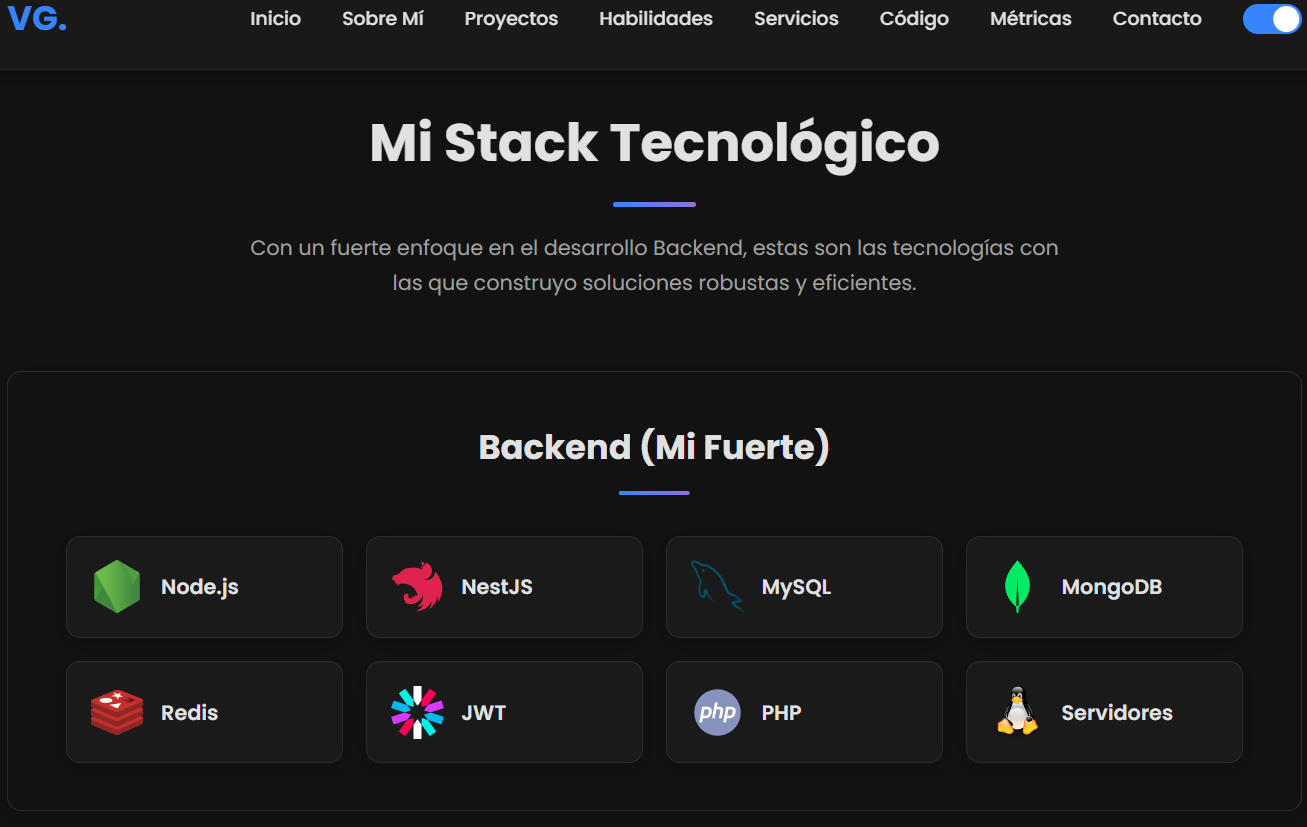 VG.
Inicio Sobre Mí Proyectos Habilidades Servicios Código Métricas Contacto
Mi Stack Tecnológico
Con un fuerte enfoque en el desarrollo Backend, estas son las tecnologías con
las que construyo soluciones robustas y eficientes.
Backend (Mi Fuerte)
Node.js
NestJS
MySQL
MongoDB
Redis
JWT
php
PHP
Servidores